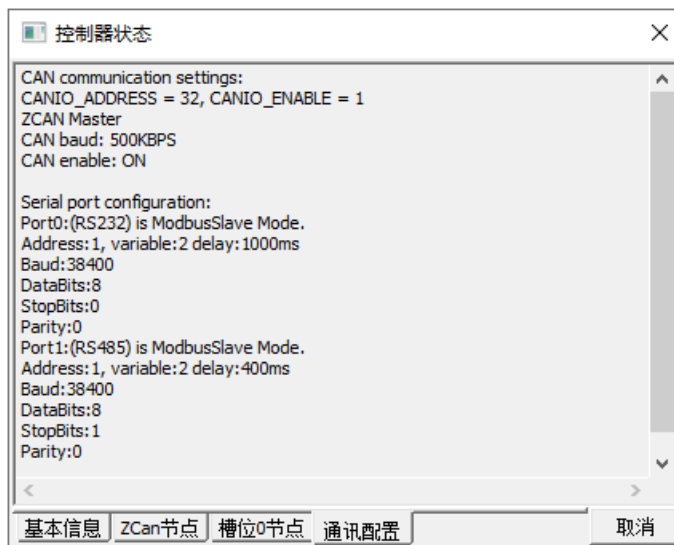 控制器状态
CAN communication settings:
CANIO_ADDRESS = 32, CANIO_ENABLE = 1
ZCAN Master
CAN baud: 500KBPS
CAN enable: ON
Serial port configuration:
Port0:(RS232) is ModbusSlave Mode.
Address:1, variable:2 delay:1000ms
Baud:38400
DataBits:8
StopBits:0
Parity:0
Port1:(RS485) is ModbusSlave Mode.
Address:1, variable:2 delay:400ms
Baud:38400
DataBits:8
StopBits:1
Parity:0
基本信息 ZCan节点 槽位0节点 通讯配置 取消